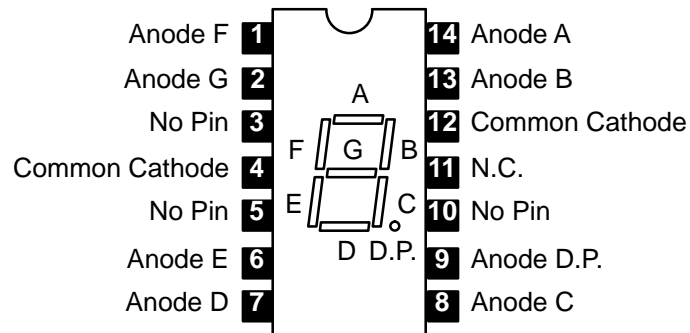 Anode F 1 14 Anode A
Anode G 2 13 Anode B
A
No Pin 3 12 Common Cathode
F G B
Common Cathode 4 11 N.C.
E C
No Pin 5 10 No Pin
D D.P.
Anode E 6 9 Anode D.P.
Anode D 7 8 Anode C